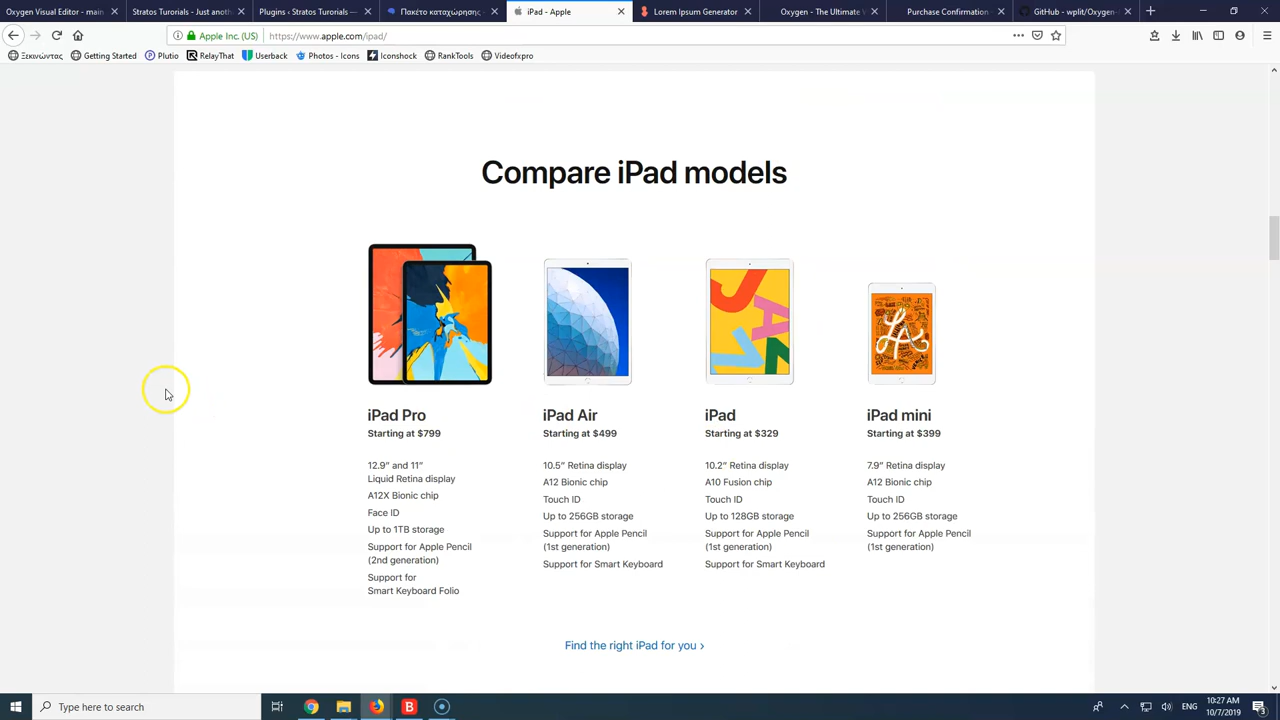 Oxygen Visual Editor - main
Stratos Tutorials - Just anoth
Plugins ‹ Stratos Tutorials —
Πακέτο καταχώρησης -
iPad - Apple
Lorem Ipsum Generator
Oxygen - The Ultimate V
Purchase Confirmation
GitHub - wplit/Oxygen-
Apple Inc. (US)
https://www.apple.com/ipad/
Ξεκινώντας
Getting Started
Plutio
RelayThat
Userback
Photos - Icons
Iconshock
RankTools
Videofxpro
Compare iPad models
iPad Pro
Starting at $799
12.9” and 11”
Liquid Retina display
A12X Bionic chip
Face ID
Up to 1TB storage
Support for Apple Pencil
(2nd generation)
Support for
Smart Keyboard Folio
iPad Air
Starting at $499
10.5” Retina display
A12 Bionic chip
Touch ID
Up to 256GB storage
Support for Apple Pencil
(1st generation)
Support for Smart Keyboard
iPad
Starting at $329
10.2” Retina display
A10 Fusion chip
Touch ID
Up to 128GB storage
Support for Apple Pencil
(1st generation)
Support for Smart Keyboard
iPad mini
Starting at $399
7.9” Retina display
A12 Bionic chip
Touch ID
Up to 256GB storage
Support for Apple Pencil
(1st generation)
Find the right iPad for you ›
Type here to search
ENG
10:27 AM
10/7/2019